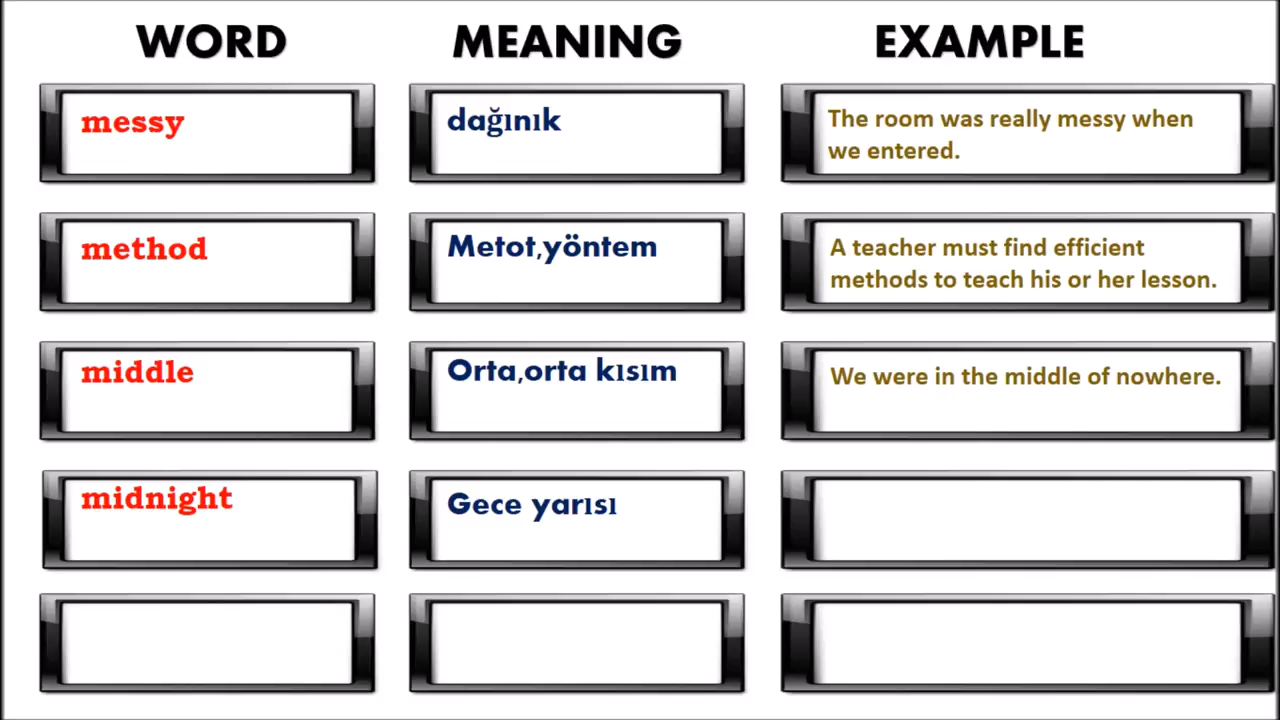 WORD MEANING EXAMPLE
messy dağınık The room was really messy when
we entered.
method Metot,yöntem A teacher must find efficient
methods to teach his or her lesson.
middle Orta,orta kısım We were in the middle of nowhere.
midnight Gece yarısı